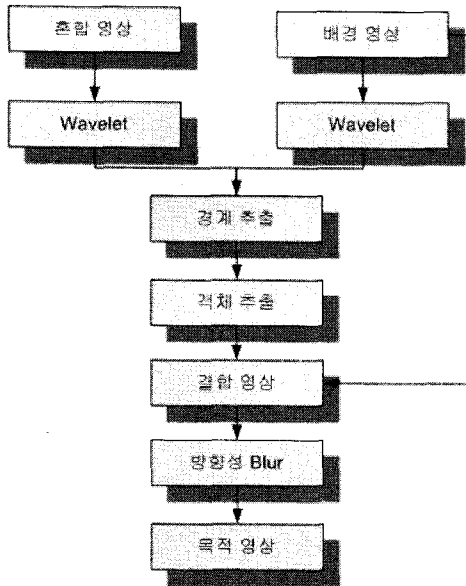 혼합 영상
배경 영상
Wavelet
Wavelet
경계 추출
객체 추출
결합 영상
방향성 Blur
목적 영상